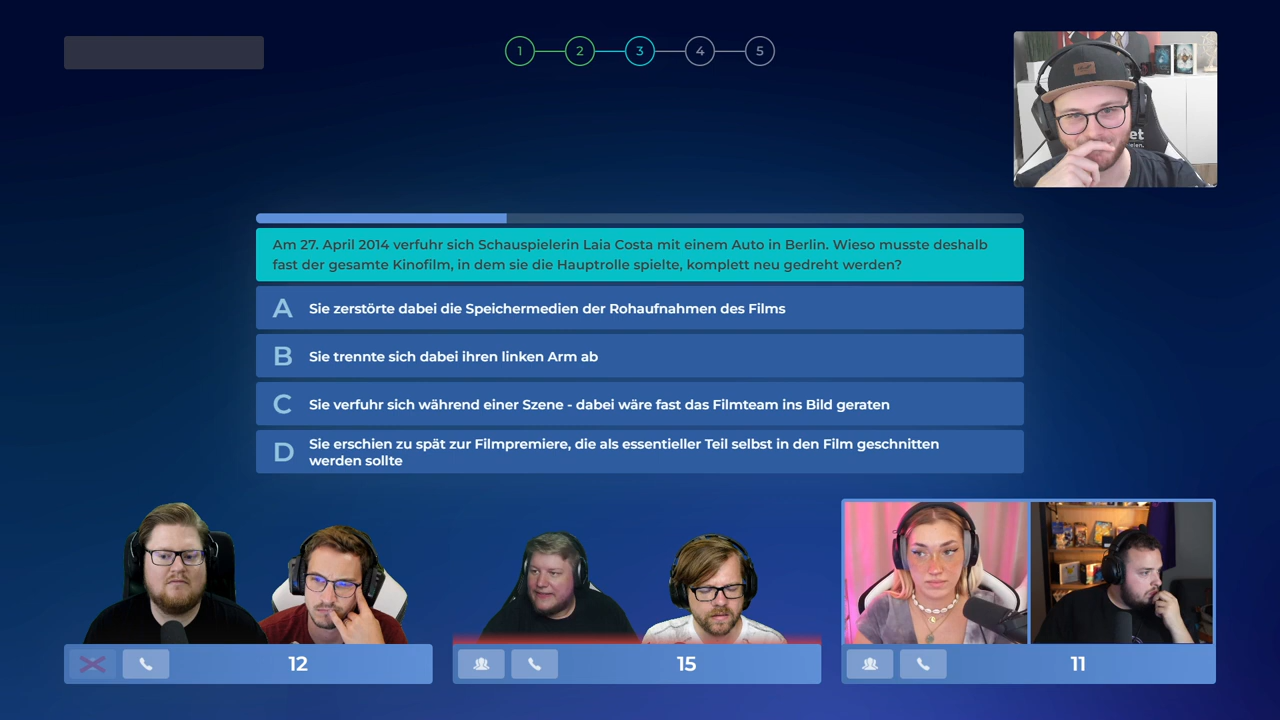 1 2 3 4 5
et
ielen.
Am 27. April 2014 verfuhr sich Schauspielerin Laia Costa mit einem Auto in Berlin. Wieso musste deshalb
fast der gesamte Kinofilm, in dem sie die Hauptrolle spielte, komplett neu gedreht werden?
A Sie zerstörte dabei die Speichermedien der Rohaufnahmen des Films
B Sie trennte sich dabei ihren linken Arm ab
C Sie verfuhr sich während einer Szene - dabei wäre fast das Filmteam ins Bild geraten
D Sie erschien zu spät zur Filmpremiere, die als essentieller Teil selbst in den Film geschnitten
werden sollte
12 15 11